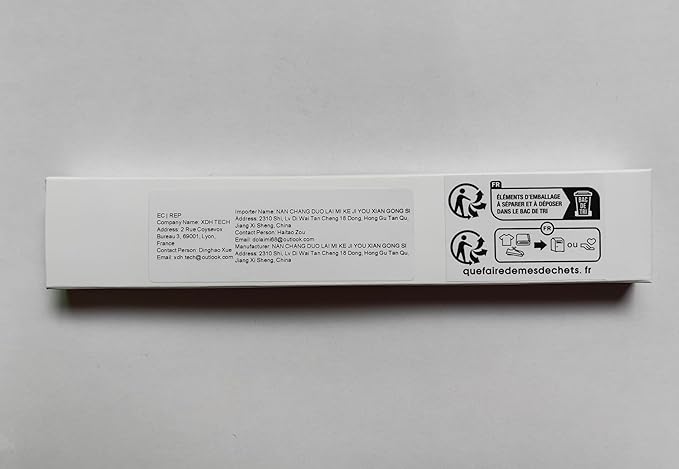 EC | REP
Company Name: XDH TECH
Address: 2 Rue Coysevox
Bureau 3, 69001, Lyon,
France
Contact Person: Dinghao Xue
Email: xdh.tech@outlook.com
Importer Name: NAN CHANG DUO LAI MI KE JI YOU XIAN GONG SI
Address: 2310 Shi, Lv Di Wai Tan Cheng 18 Dong, Hong Gu Tan Qu,
Jiang Xi Sheng, China
Contact Person: Haitao Zou
Email: dolaimi68@outlook.com
Manufacturer: NAN CHANG DUO LAI MI KE JI YOU XIAN GONG SI
Address: 2310 Shi, Lv Di Wai Tan Cheng 18 Dong, Hong Gu Tan Qu,
Jiang Xi Sheng, China
FR
ÉLÉMENTS D'EMBALLAGE
À SÉPARER ET À DÉPOSER
DANS LE BAC DE TRI
BAC
DE
TRI
FR
ou
quefairedemesdechets.fr